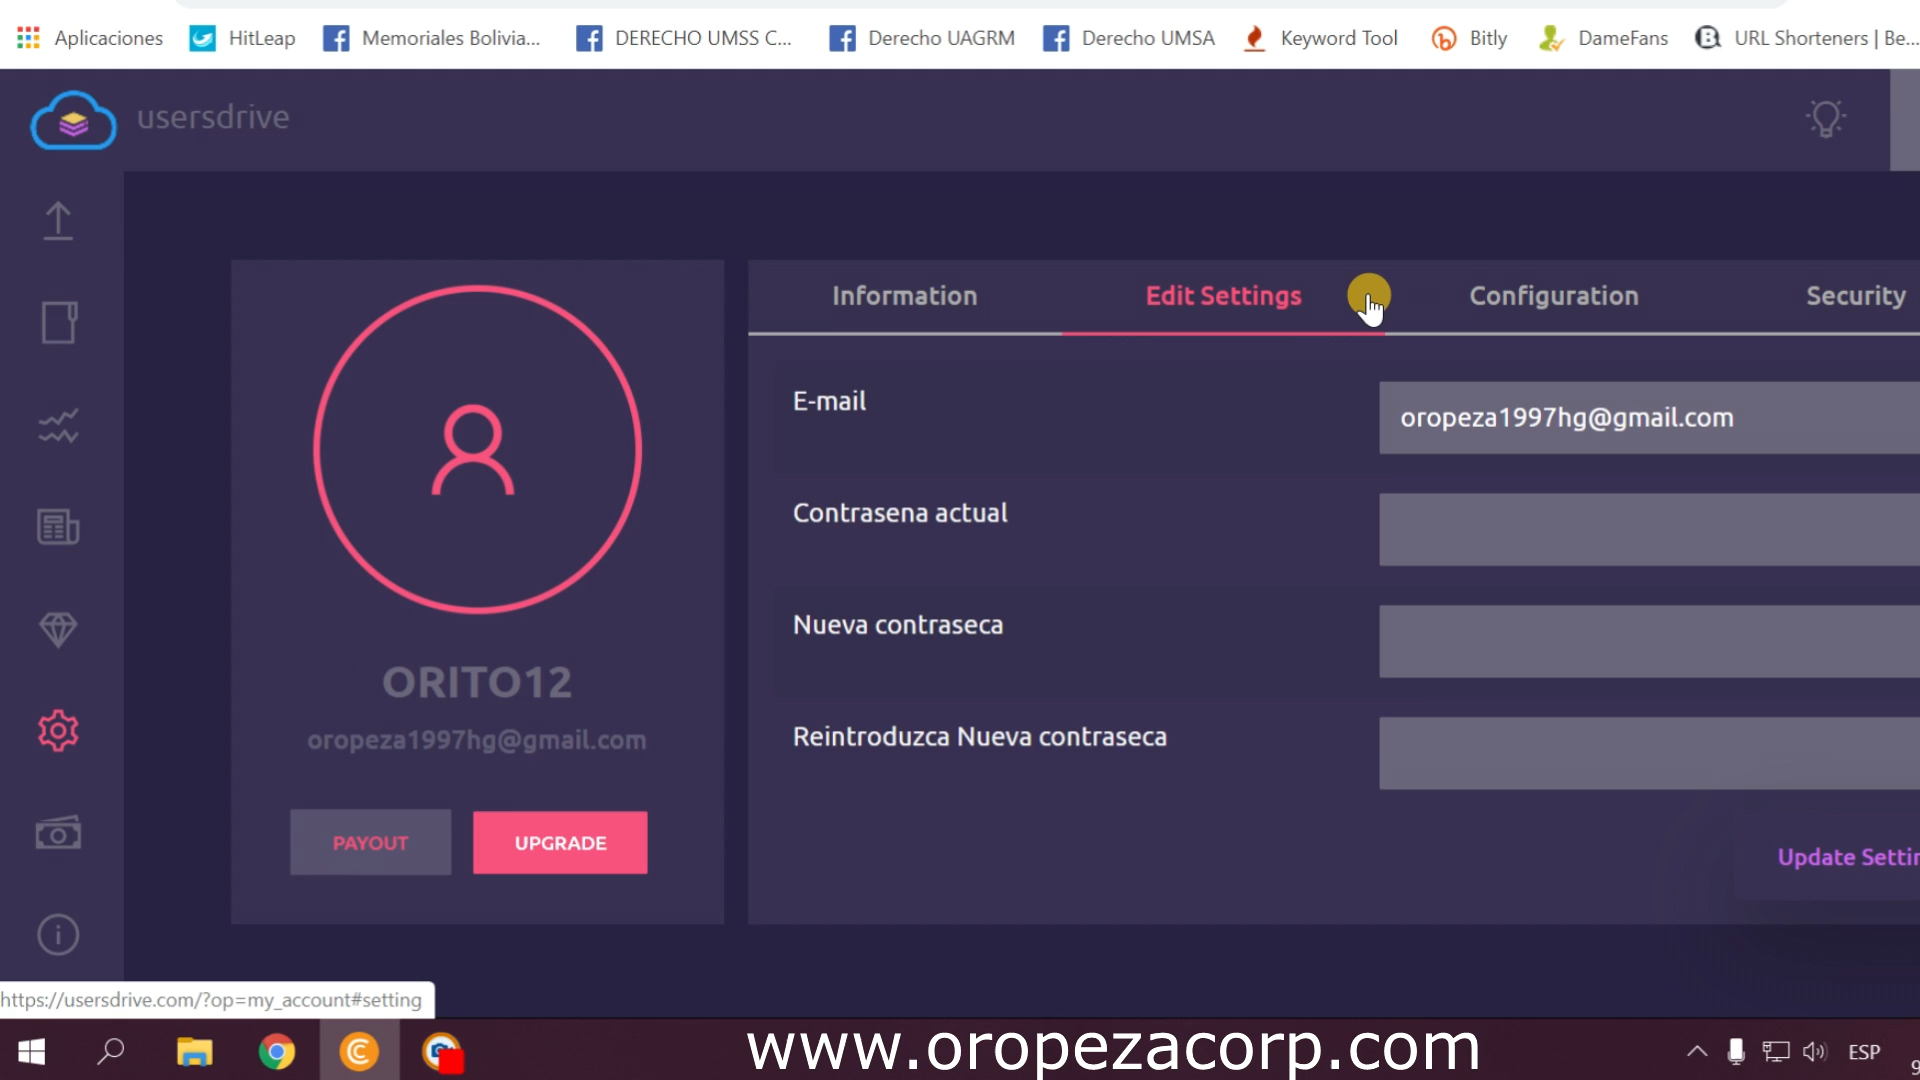 Aplicaciones HitLeap Memoriales Bolivia... DERECHO UMSS C... Derecho UAGRM Derecho UMSA Keyword Tool Bitly DameFans URL Shorteners | Be...
usersdrive
Information Edit Settings Configuration Security
E-mail oropeza1997hg@gmail.com
Contrasena actual
Nueva contraseca
Reintroduzca Nueva contraseca
ORITO12
oropeza1997hg@gmail.com
PAYOUT UPGRADE
Update Settin
https://usersdrive.com/?op=my_account#setting
www.oropezacorp.com
ESP
9